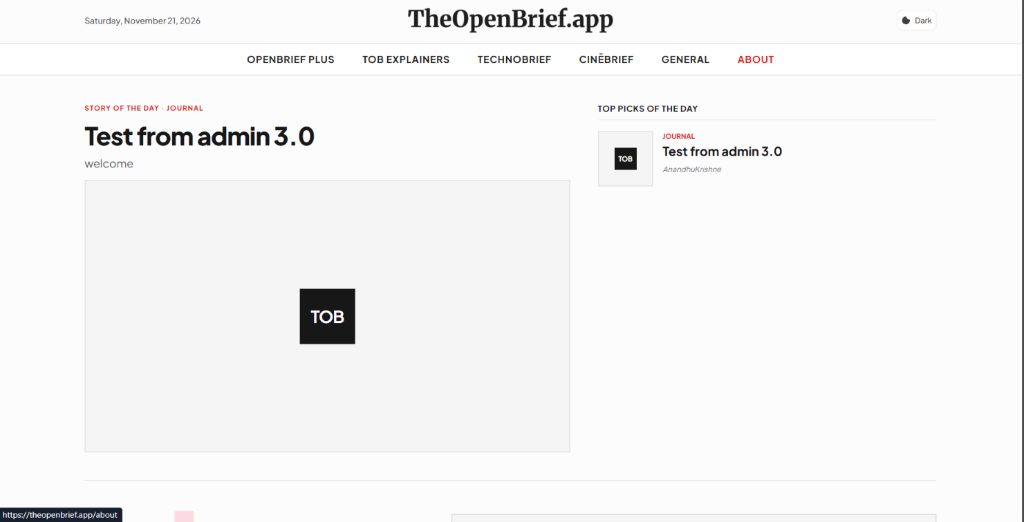 Saturday, November 21, 2026
TheOpenBrief.app
Dark
OPENBRIEF PLUS
TOB EXPLAINERS
TECHNOBRIEF
CINĒBRIEF
GENERAL
ABOUT
STORY OF THE DAY · JOURNAL
Test from admin 3.0
welcome
TOB
TOP PICKS OF THE DAY
TOB
JOURNAL
Test from admin 3.0
AnandhuKrishne
https://theopenbrief.app/about